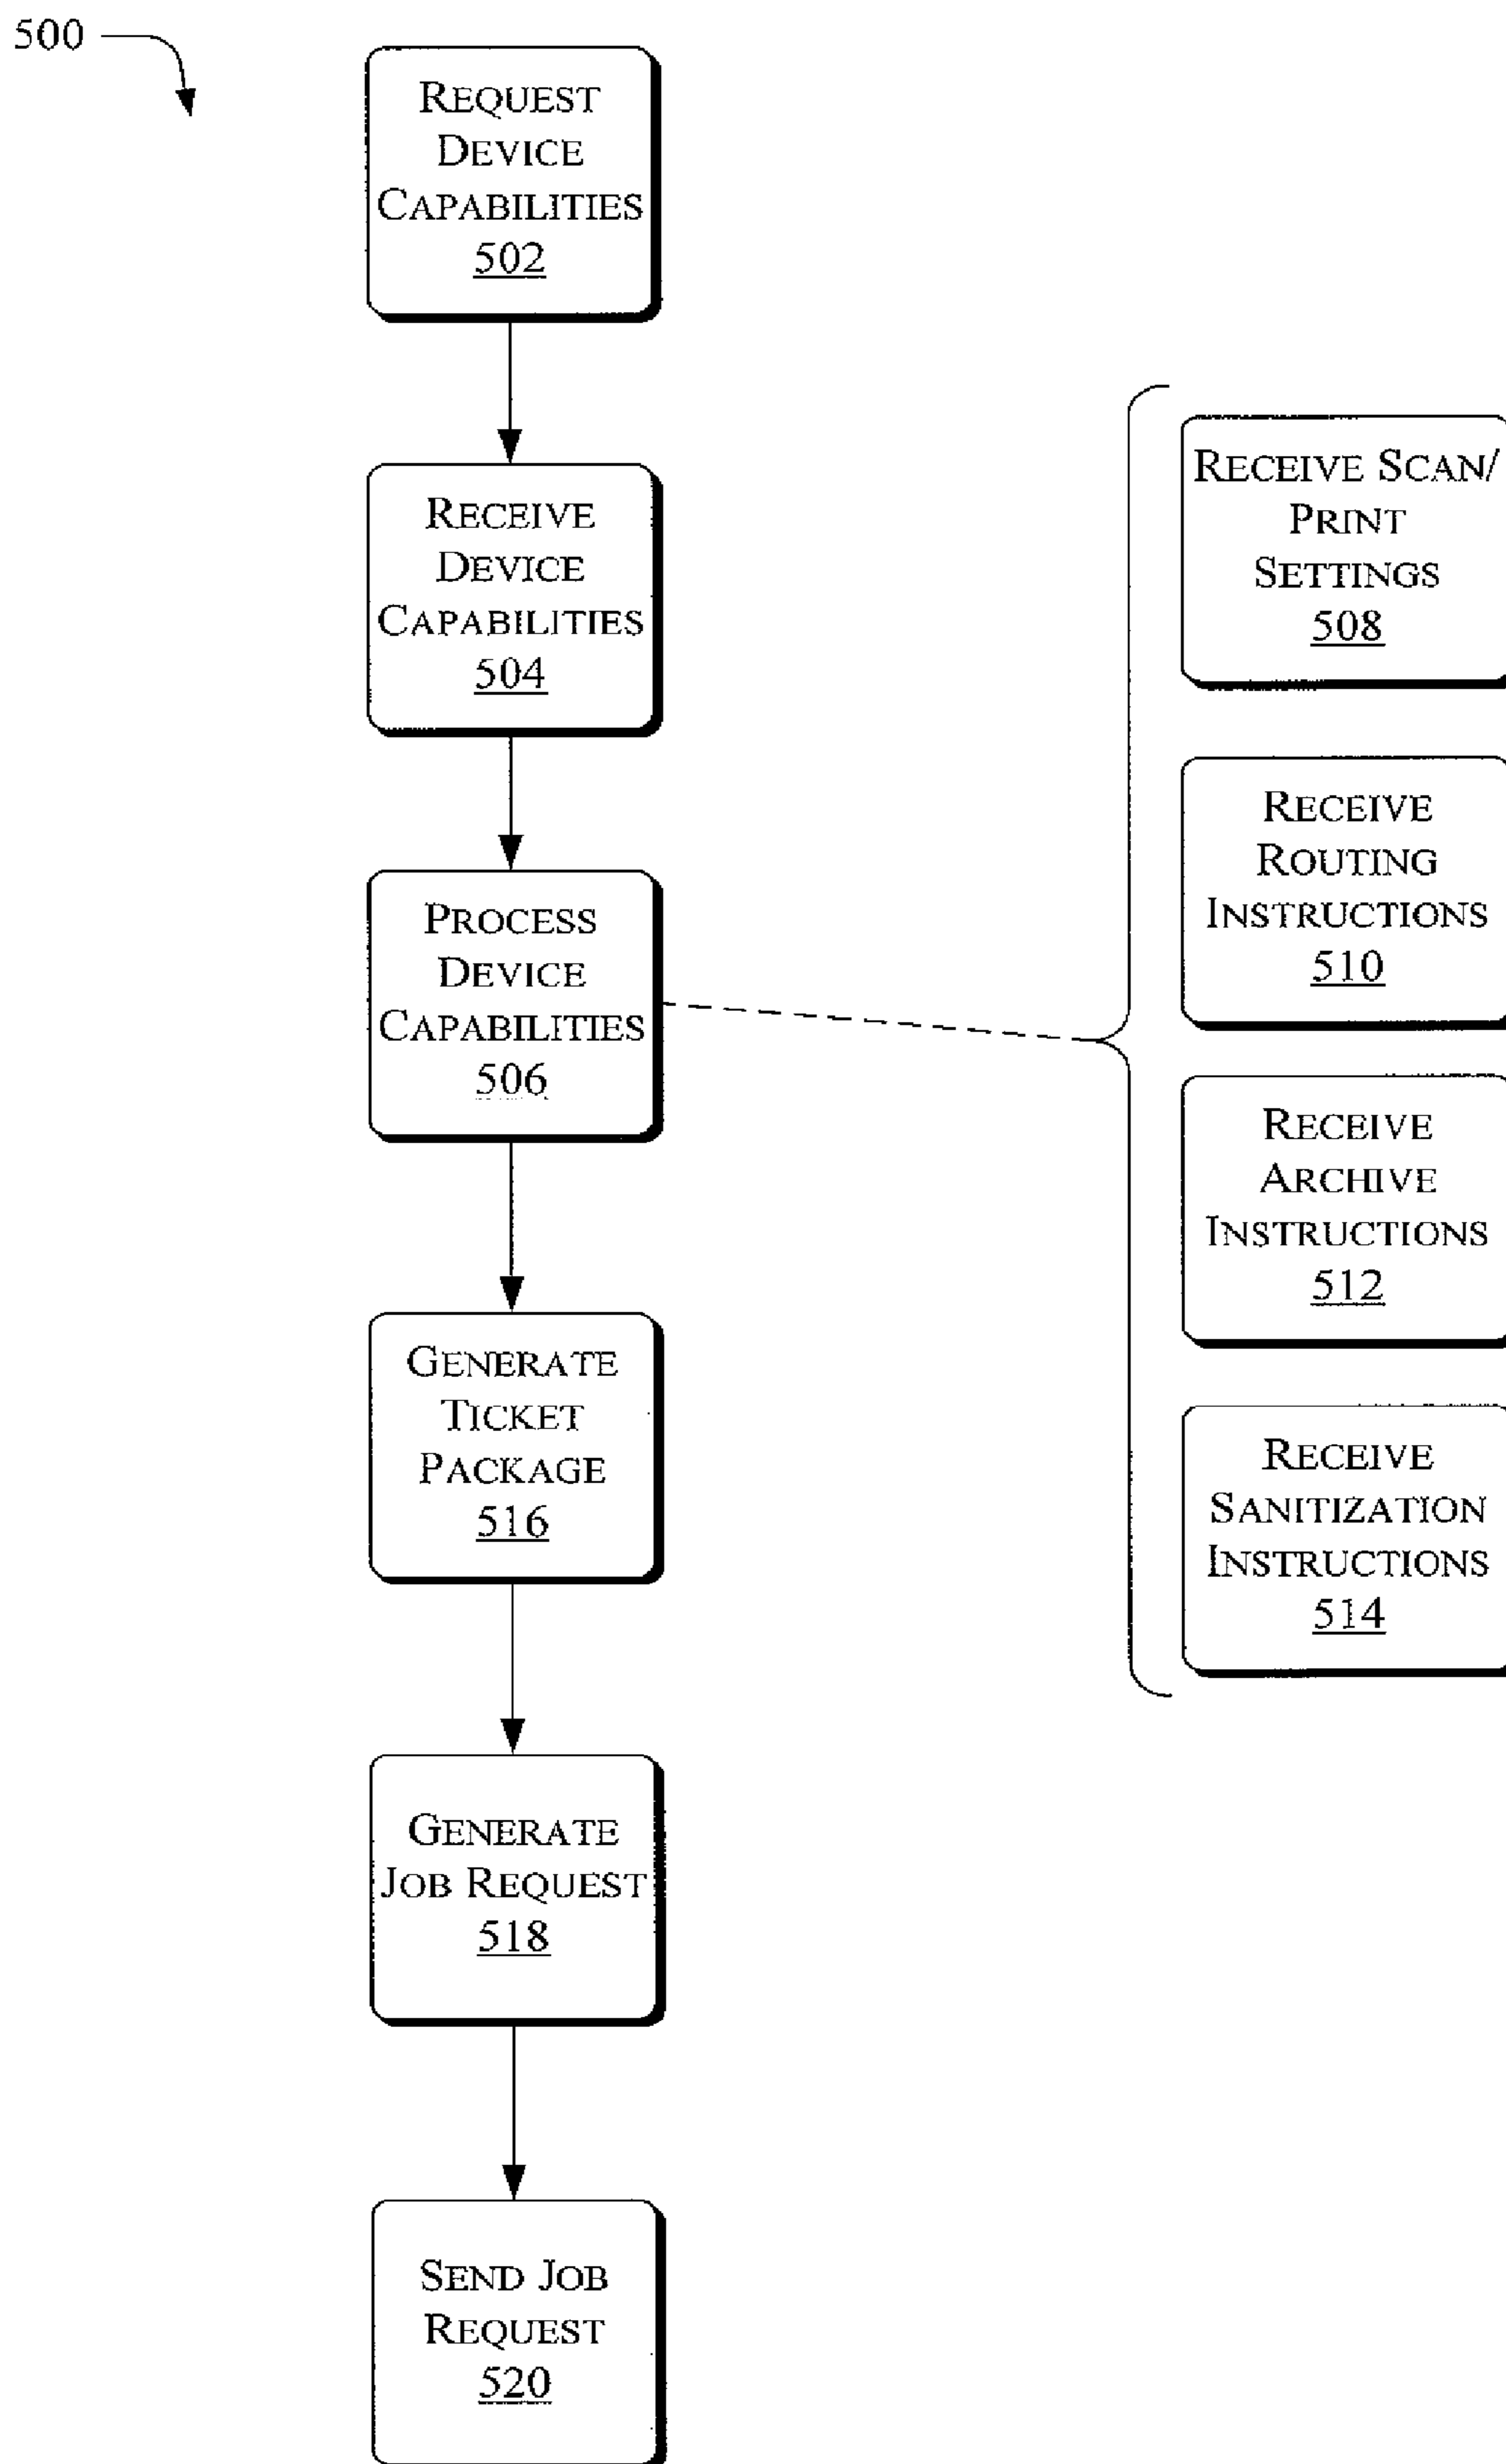 500
REQUEST
DEVICE
CAPABILITIES
502
RECEIVE
DEVICE
CAPABILITIES
504
PROCESS
DEVICE
CAPABILITIES
506
RECEIVE SCAN/
PRINT
SETTINGS
508
RECEIVE
ROUTING
INSTRUCTIONS
510
RECEIVE
ARCHIVE
INSTRUCTIONS
512
RECEIVE
SANITIZATION
INSTRUCTIONS
514
GENERATE
TICKET
PACKAGE
516
GENERATE
JOB REQUEST
518
SEND JOB
REQUEST
520